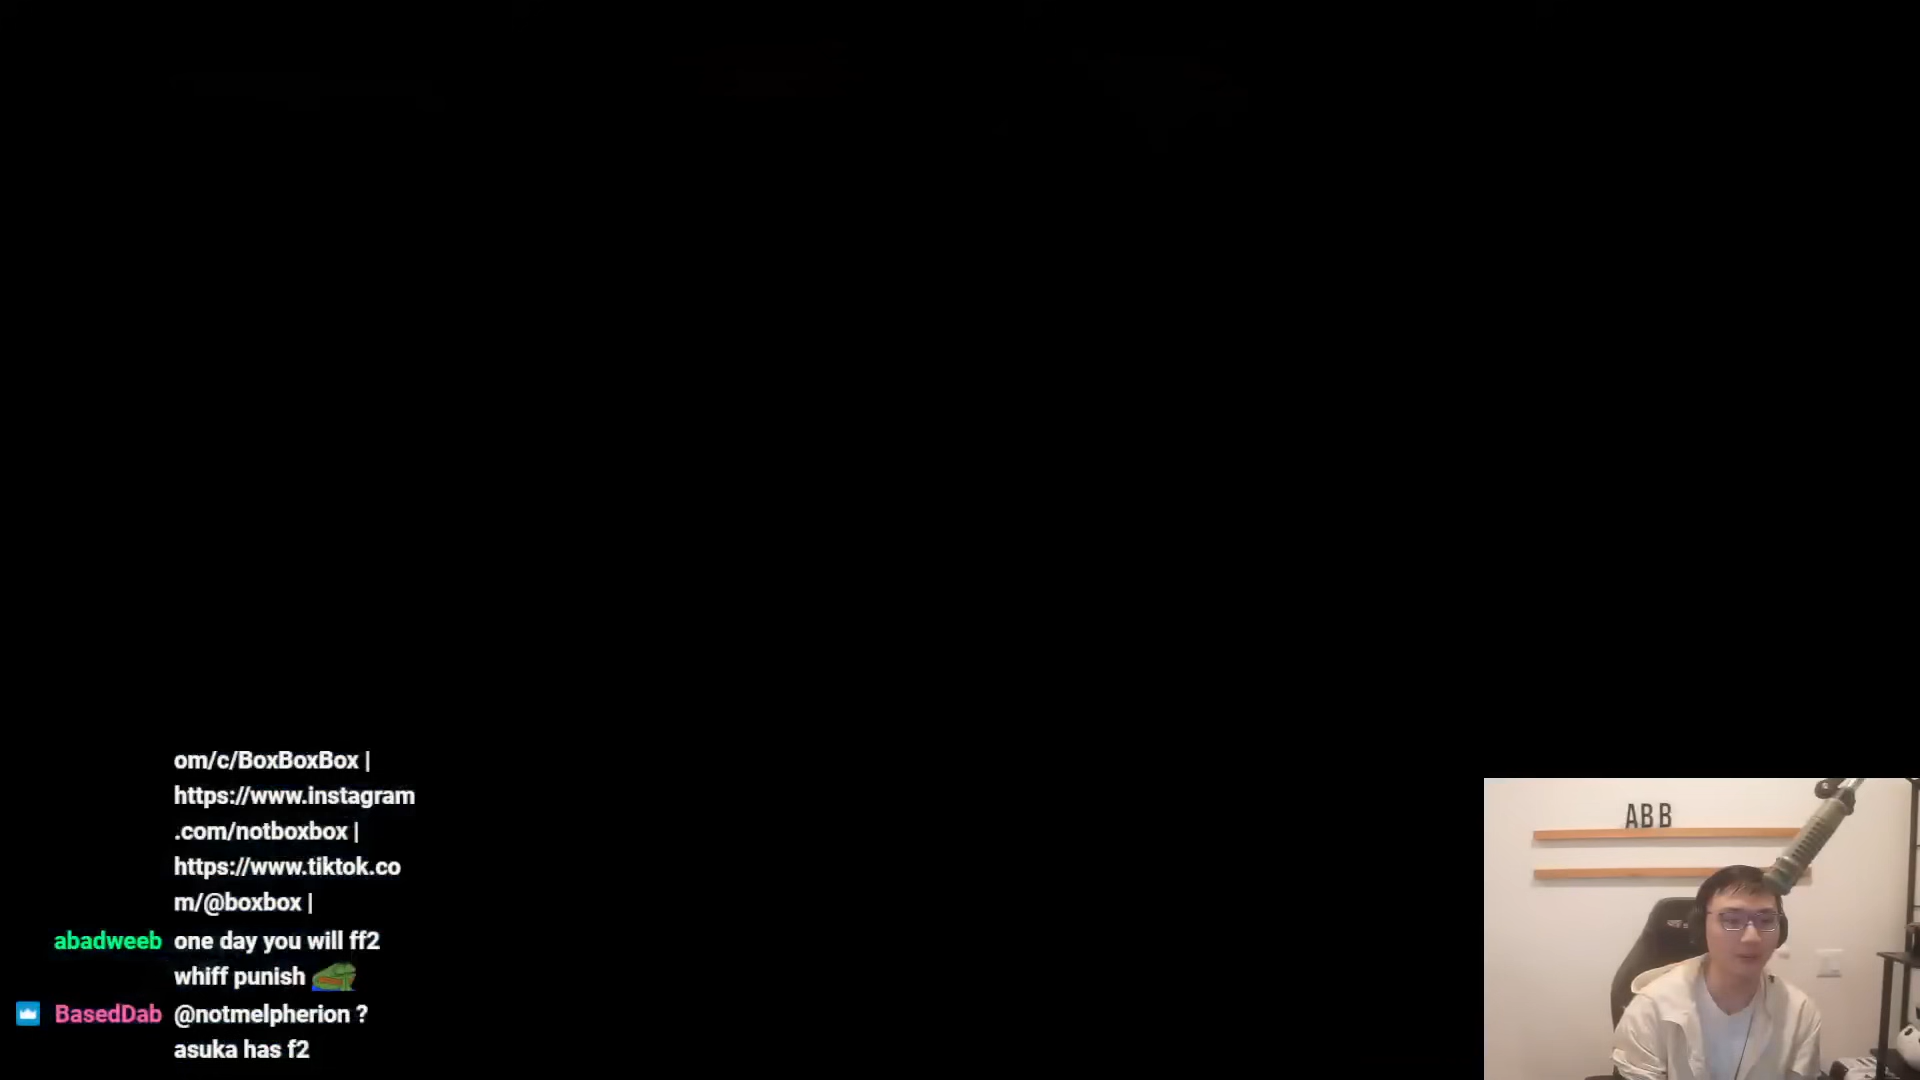 om/c/BoxBoxBox |
https://www.instagram
.com/notboxbox |
https://www.tiktok.co
m/@boxbox |
abadweeb one day you will ff2
whiff punish
BasedDab @notmelpherion ?
asuka has f2
ABB